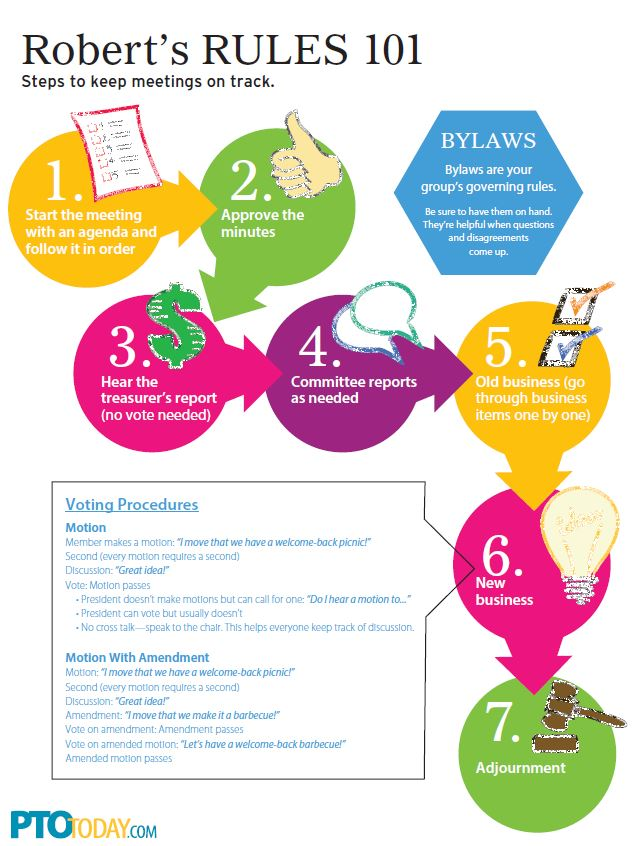 Robert's RULES 101
Steps to keep meetings on track.
1.
Start the meeting
with an agenda and
follow it in order
2.
Approve the
minutes
BYLAWS
Bylaws are your
group's governing rules.
Be sure to have them on hand.
They're helpful when questions
and disagreements
come up.
3.
Hear the
treasurer's report
(no vote needed)
4.
Committee reports
as needed
5.
Old business (go
through business
items one by one)
Voting Procedures
Motion
Member makes a motion: "I move that we have a welcome-back picnic!"
Second (every motion requires a second)
Discussion: "Great idea!"
Vote: Motion passes
• President doesn't make motions but can call for one: "Do I hear a motion to..."
• President can vote but usually doesn't
• No cross talk—speak to the chair. This helps everyone keep track of discussion.
Motion With Amendment
Motion: "I move that we have a welcome-back picnic!"
Second (every motion requires a second)
Discussion: "Great idea!"
Amendment: "I move that we make it a barbecue!"
Vote on amendment: Amendment passes
Vote on amended motion: "Let's have a welcome-back barbecue!"
Amended motion passes
6.
New
business
7.
Adjournment
PTOTODAY.COM